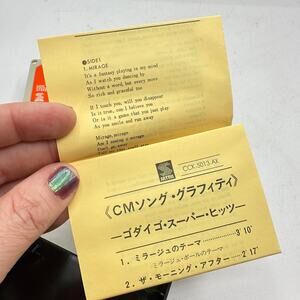 ●SIDE1
1. MIRAGE
It's a fantasy playing in my mind
As I watch you dancing by
Without a word, but every move
So rich and graceful too
If I touch you, will you disappear
Is it true, can I believe you
Or is it a game that you just play
As you smile and run away
Mirage, mirage
Am I seeing a mirage
Don't go away
CCK 5013 AX
《CMソング・グラフィティ》
―ゴダイゴ・スーパー・ヒッツ―
1. ミラージュのテーマ……………3'10"
ミラージュ・ボールのテーマ
2. ザ・モーニング・アフター……2'17"